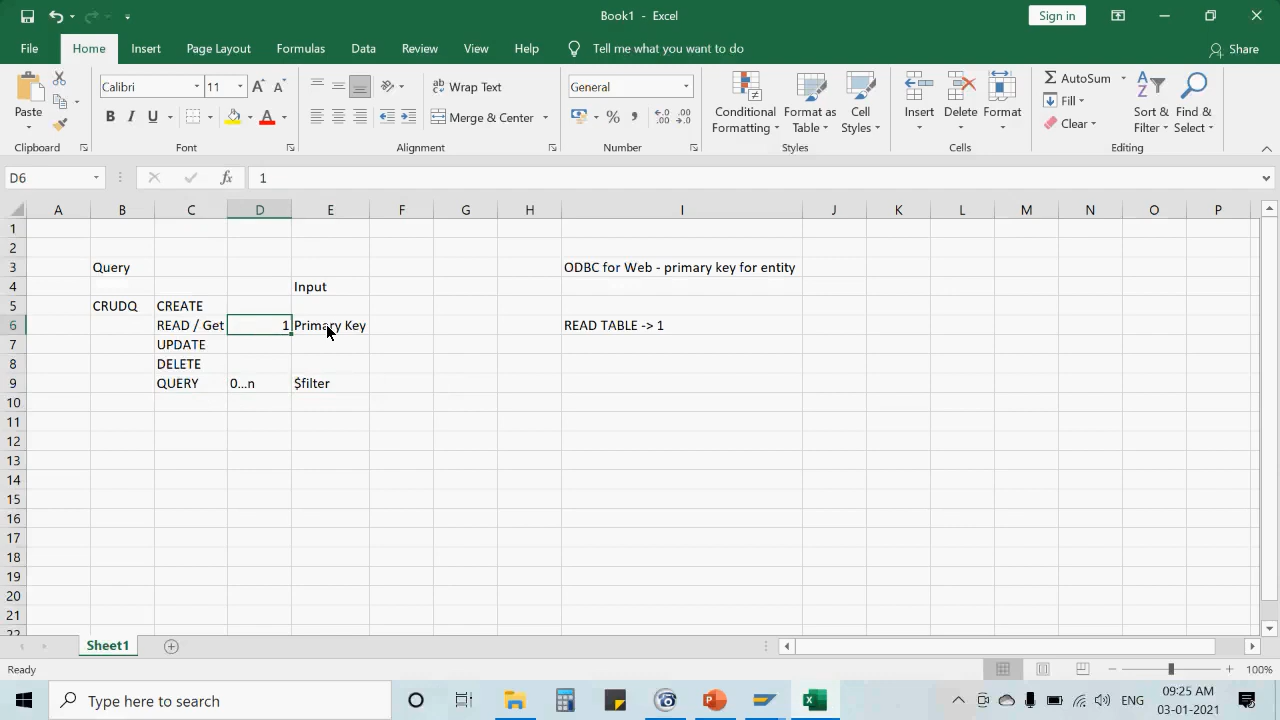 Book1 - Excel
Sign in
File
Home
Insert
Page Layout
Formulas
Data
Review
View
Help
Tell me what you want to do
Share
Paste
Calibri
11
B I U
A
Wrap Text
Merge & Center
General
%
Conditional Formatting
Format as Table
Cell Styles
Insert
Delete
Format
AutoSum
Fill
Clear
Sort & Filter
Find & Select
Clipboard
Font
Alignment
Number
Styles
Cells
Editing
D6
fx
1
A B C D E F G H I J K L M N O P
1
2
3 Query ODBC for Web - primary key for entity
4 Input
5 CRUDQ CREATE
6 READ / Get 1 Primary Key READ TABLE -> 1
7 UPDATE
8 DELETE
9 QUERY 0...n $filter
10
11
12
13
14
15
16
17
18
19
20
21
22
Sheet1
Ready
100%
Type here to search
ENG
09:25 AM
03-01-2021